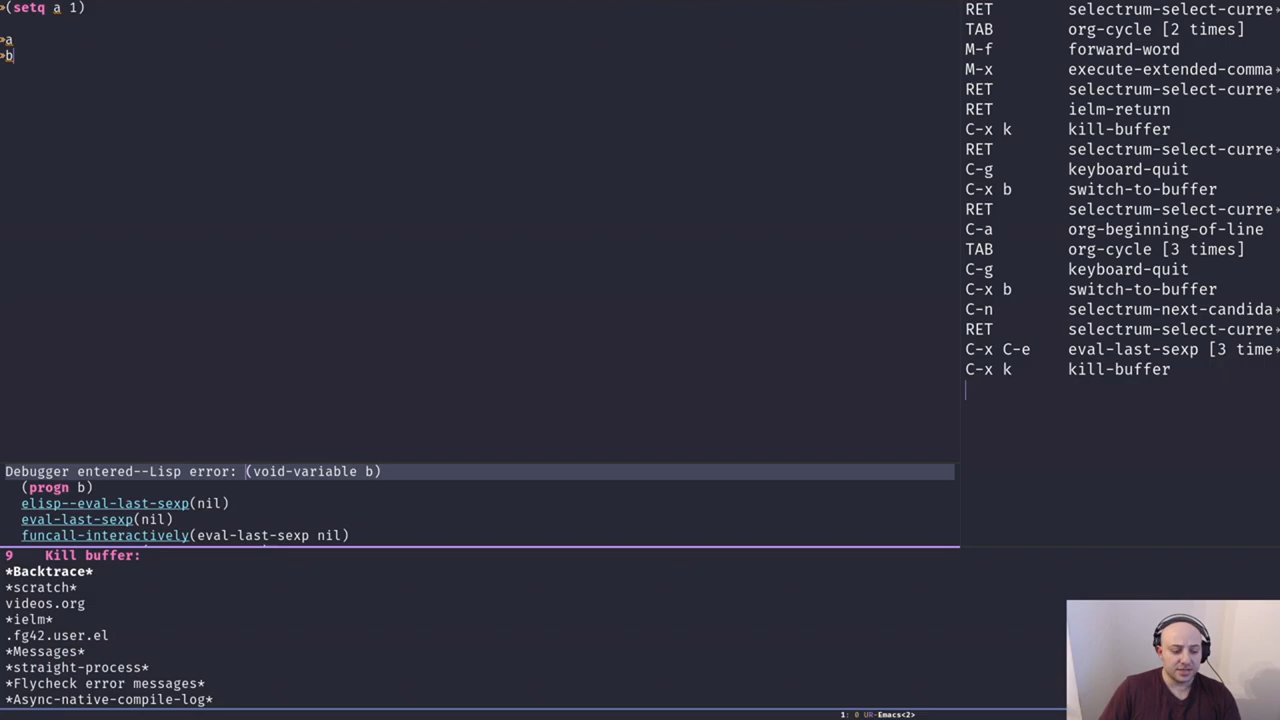 (setq a 1)
a
b
Debugger entered--Lisp error: (void-variable b)
(progn b)
elisp--eval-last-sexp(nil)
eval-last-sexp(nil)
funcall-interactively(eval-last-sexp nil)
9 Kill buffer:
*Backtrace*
*scratch*
videos.org
*ielm*
.fg42.user.el
*Messages*
*straight-process*
*Flycheck error messages*
*Async-native-compile-log*
RET selectrum-select-curre
TAB org-cycle [2 times]
M-f forward-word
M-x execute-extended-comma
RET selectrum-select-curre
RET ielm-return
C-x k kill-buffer
RET selectrum-select-curre
C-g keyboard-quit
C-x b switch-to-buffer
RET selectrum-select-curre
C-a org-beginning-of-line
TAB org-cycle [3 times]
C-g keyboard-quit
C-x b switch-to-buffer
C-n selectrum-next-candida
RET selectrum-select-curre
C-x C-e eval-last-sexp [3 time
C-x k kill-buffer
1: 0 UR-Emacs<2>